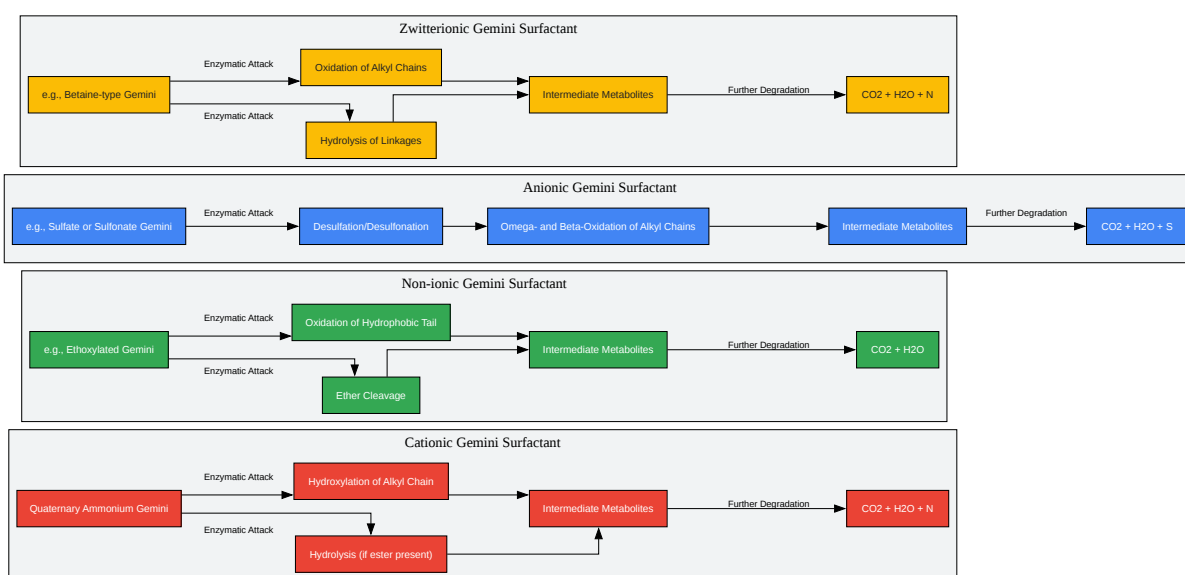 Zwitterionic Gemini Surfactant
Enzymatic Attack
Oxidation of Alkyl Chains
e.g., Betaine-type Gemini
Enzymatic Attack
Hydrolysis of Linkages
Intermediate Metabolites
Further Degradation
CO2 + H2O + N
Anionic Gemini Surfactant
e.g., Sulfate or Sulfonate Gemini
Enzymatic Attack
Desulfation/Desulfonation
Omega- and Beta-Oxidation of Alkyl Chains
Intermediate Metabolites
Further Degradation
CO2 + H2O + S
Non-ionic Gemini Surfactant
Enzymatic Attack
Oxidation of Hydrophobic Tail
e.g., Ethoxylated Gemini
Enzymatic Attack
Ether Cleavage
Intermediate Metabolites
Further Degradation
CO2 + H2O
Cationic Gemini Surfactant
Enzymatic Attack
Hydroxylation of Alkyl Chain
Quaternary Ammonium Gemini
Enzymatic Attack
Hydrolysis (if ester present)
Intermediate Metabolites
Further Degradation
CO2 + H2O + N